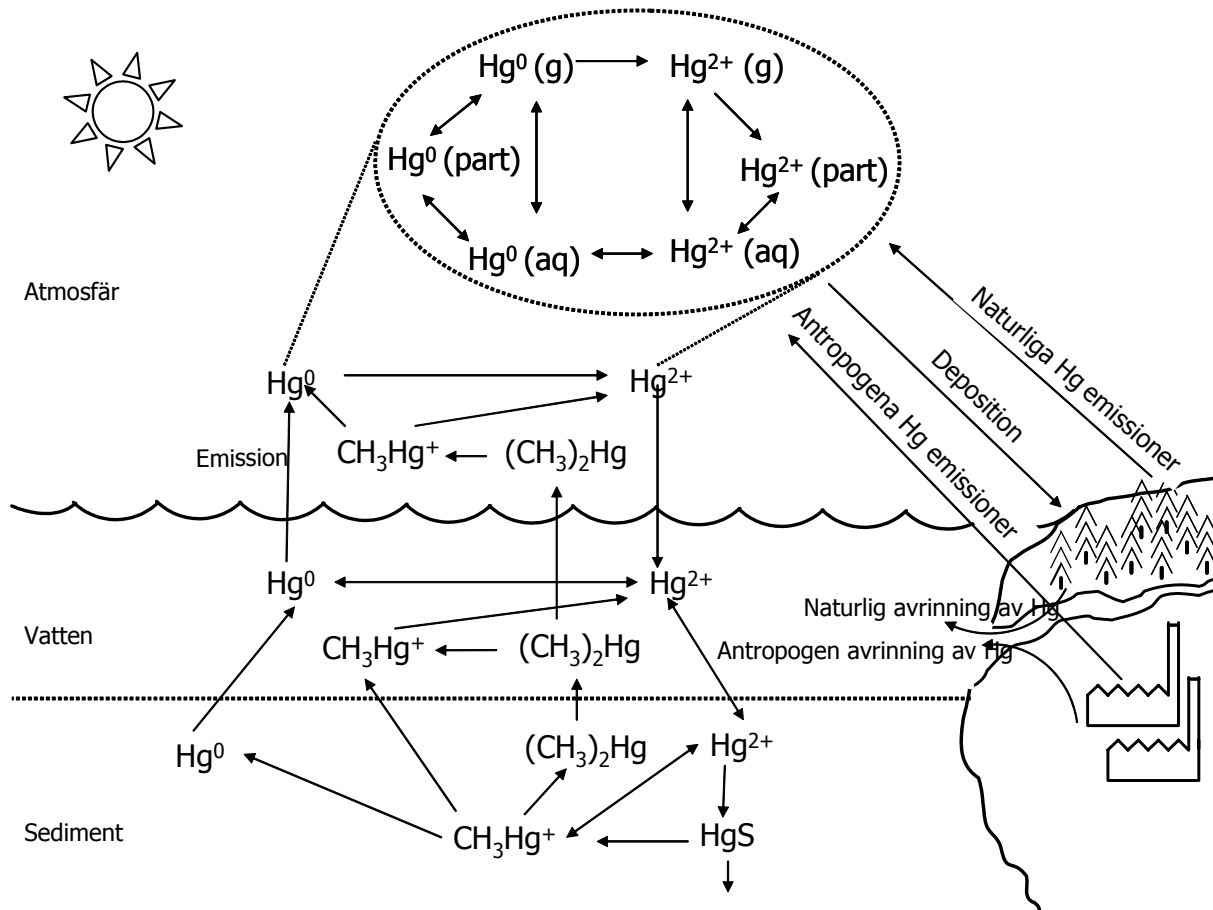 Hg⁰ (g) Hg²⁺ (g)
Hg⁰ (part) Hg²⁺ (part)
Hg⁰ (aq) Hg²⁺ (aq)
Atmosfär
Naturliga Hg emissioner
Deposition
Antropogena Hg emissioner
Hg⁰ Hg²⁺
Emission CH₃Hg⁺ (CH₃)₂Hg
Hg⁰ Hg²⁺
Naturlig avrinning av Hg
Vatten CH₃Hg⁺ (CH₃)₂Hg Antropogen avrinning av Hg
Hg⁰ (CH₃)₂Hg Hg²⁺
Sediment CH₃Hg⁺ HgS